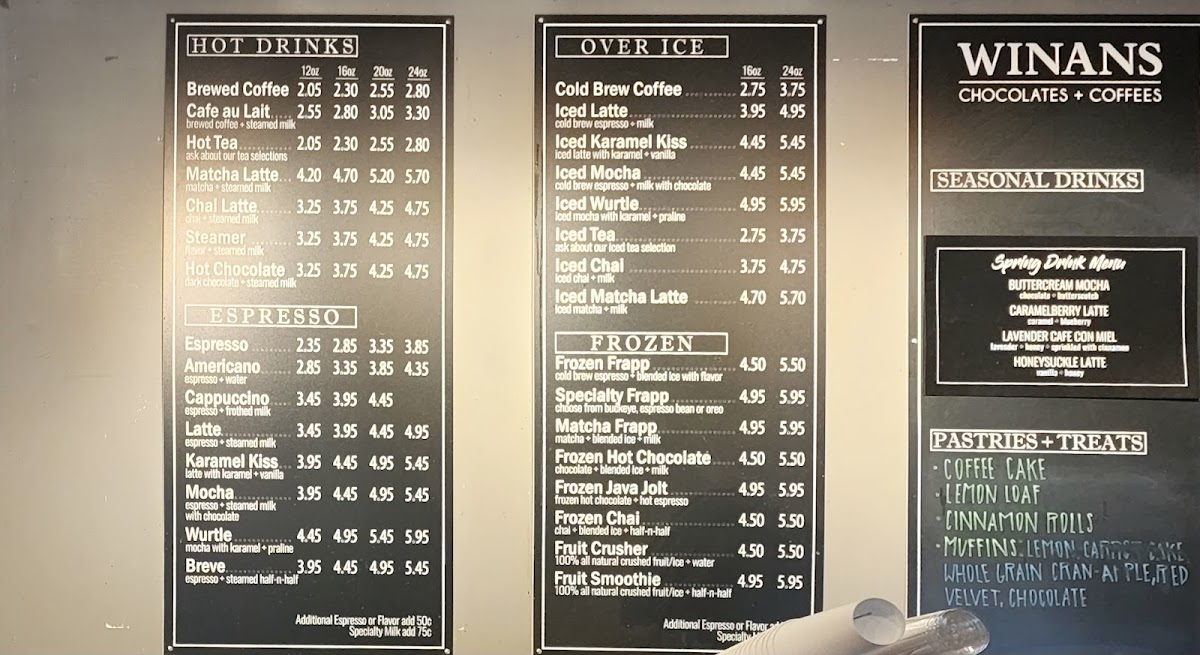 HOT DRINKS
12oz 16oz 20oz 24oz
Brewed Coffee 2.05 2.30 2.55 2.80
Cafe au Lait 2.55 2.80 3.05 3.30
brewed coffee + steamed milk
Hot Tea 2.05 2.30 2.55 2.80
ask about our tea selections
Matcha Latte 4.20 4.70 5.20 5.70
matcha + steamed milk
Chai Latte 3.25 3.75 4.25 4.75
chai + steamed milk
Steamer 3.25 3.75 4.25 4.75
flavor + steamed milk
Hot Chocolate 3.25 3.75 4.25 4.75
dark chocolate + steamed milk
ESPRESSO
Espresso 2.35 2.85 3.35 3.85
Americano 2.85 3.35 3.85 4.35
espresso + water
Cappuccino 3.45 3.95 4.45
espresso + frothed milk
Latte 3.45 3.95 4.45 4.95
espresso + steamed milk
Karamel Kiss 3.95 4.45 4.95 5.45
latte with karamel + vanilla
Mocha 3.95 4.45 4.95 5.45
espresso + steamed milk
with chocolate
Wurtle 4.45 4.95 5.45 5.95
mocha with karamel + praline
Breve 3.95 4.45 4.95 5.45
espresso + steamed half-n-half
Additional Espresso or Flavor add 50c
Specialty Milk add 75c
OVER ICE
16oz 24oz
Cold Brew Coffee 2.75 3.75
Iced Latte 3.95 4.95
cold brew espresso + milk
Iced Karamel Kiss 4.45 5.45
iced latte with karamel + vanilla
Iced Mocha 4.45 5.45
cold brew espresso + milk with chocolate
Iced Wurtle 4.95 5.95
iced mocha with karamel + praline
Iced Tea 2.75 3.75
ask about our iced tea selection
Iced Chai 3.75 4.75
iced chai + milk
Iced Matcha Latte 4.70 5.70
iced matcha + milk
FROZEN
Frozen Frapp 4.50 5.50
cold brew espresso + blended ice with flavor
Specialty Frapp 4.95 5.95
choose from buckeye, espresso bean or oreo
Matcha Frapp 4.95 5.95
matcha + blended ice + milk
Frozen Hot Chocolate 4.50 5.50
chocolate + blended ice + milk
Frozen Java Jolt 4.95 5.95
frozen hot chocolate + hot espresso
Frozen Chai 4.50 5.50
chai + blended ice + half-n-half
Fruit Crusher 4.50 5.50
100% all natural crushed fruit/ice + water
Fruit Smoothie 4.95 5.95
100% all natural crushed fruit/ice + half-n-half
Additional Espresso or Flavor
WINANS
CHOCOLATES + COFFEES
SEASONAL DRINKS
Spring Drink Menu
BUTTERCREAM MOCHA
chocolate + butterscotch
CARAMELBERRY LATTE
caramel + blueberry
LAVENDER CAFE CON MIEL
lavender + honey + sprinkled with cinnamon
HONEYSUCKLE LATTE
vanilla + honey
PASTRIES + TREATS
• COFFEE CAKE
• LEMON LOAF
• CINNAMON ROLLS
• MUFFINS: LEMON, CARROT CAKE
WHOLE GRAIN CRAN-APPLE, RED
VELVET, CHOCOLATE